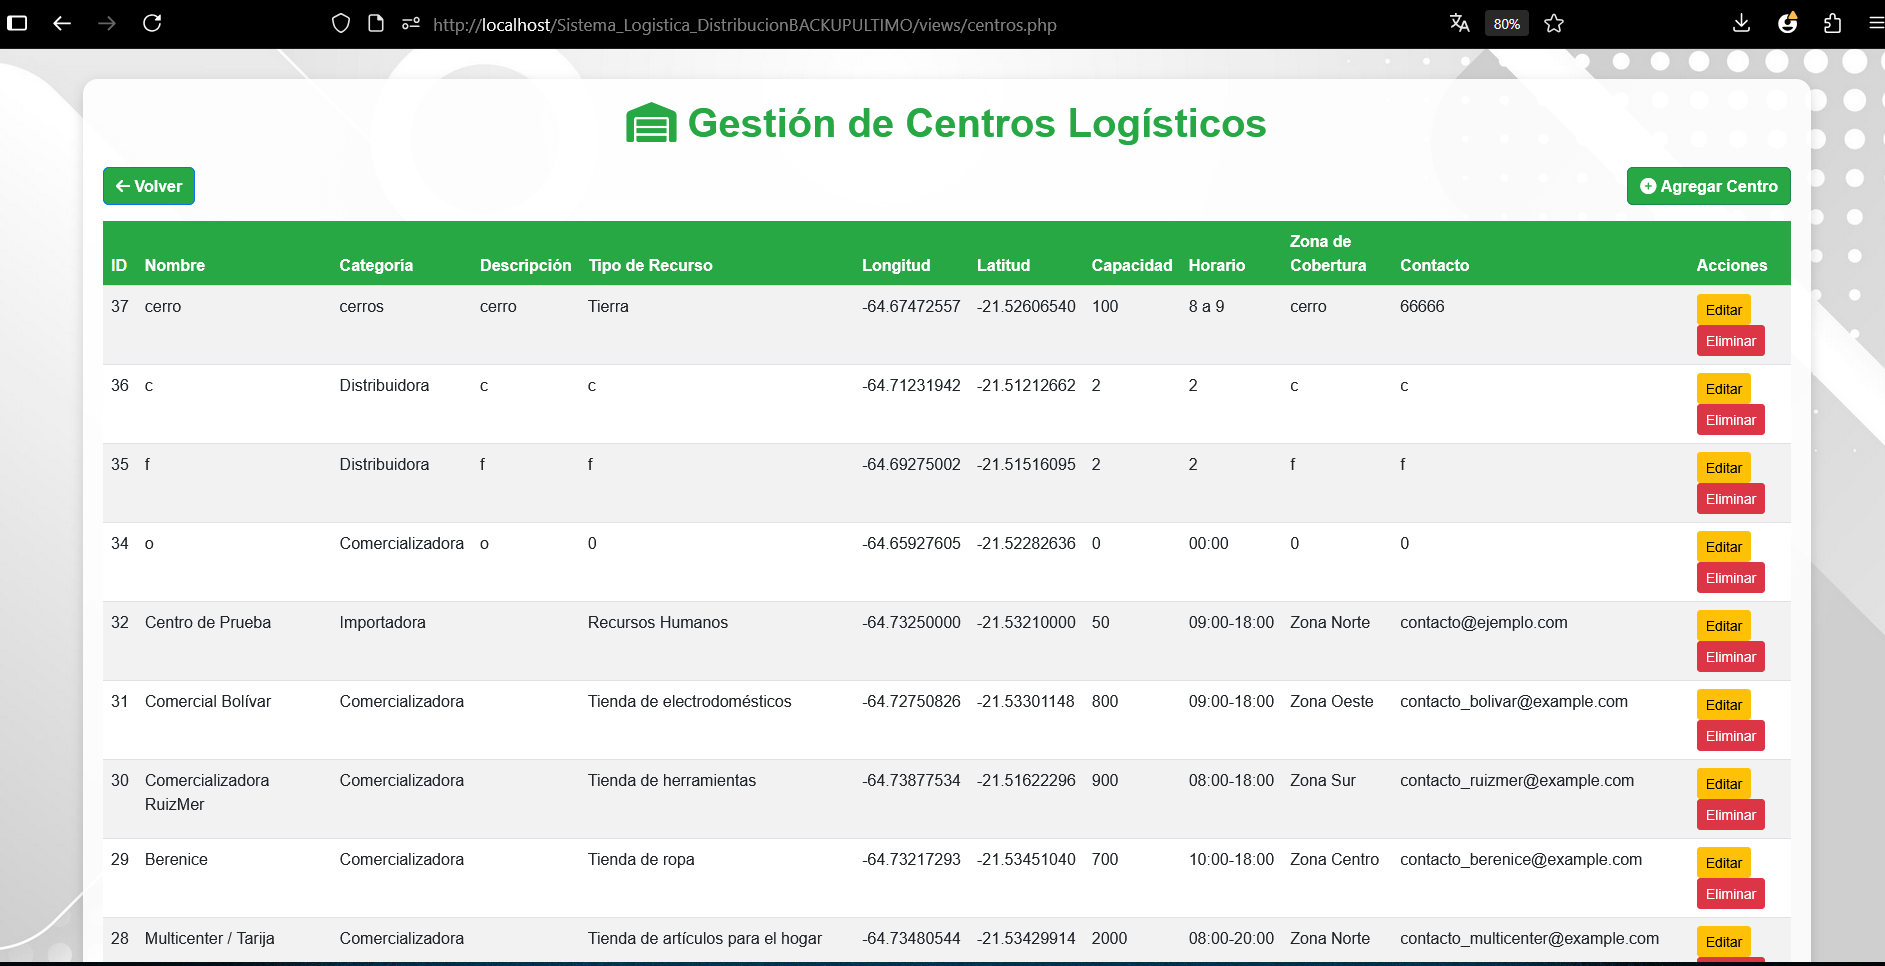 http://localhost/Sistema_Logistica_DistribucionBACKUPULTIMO/views/centros.php 80%
Gestión de Centros Logísticos
Volver Agregar Centro
ID Nombre Categoría Descripción Tipo de Recurso Longitud Latitud Capacidad Horario Zona de Cobertura Contacto Acciones
37 cerro cerros cerro Tierra -64.67472557 -21.52606540 100 8 a 9 cerro 66666 Editar
Eliminar
36 c Distribuidora c c -64.71231942 -21.51212662 2 2 c c Editar
Eliminar
35 f Distribuidora f f -64.69275002 -21.51516095 2 2 f f Editar
Eliminar
34 o Comercializadora o 0 -64.65927605 -21.52282636 0 00:00 0 0 Editar
Eliminar
32 Centro de Prueba Importadora Recursos Humanos -64.73250000 -21.53210000 50 09:00-18:00 Zona Norte contacto@ejemplo.com Editar
Eliminar
31 Comercial Bolívar Comercializadora Tienda de electrodomésticos -64.72750826 -21.53301148 800 09:00-18:00 Zona Oeste contacto_bolivar@example.com Editar
Eliminar
30 Comercializadora RuizMer Comercializadora Tienda de herramientas -64.73877534 -21.51622296 900 08:00-18:00 Zona Sur contacto_ruizmer@example.com Editar
Eliminar
29 Berenice Comercializadora Tienda de ropa -64.73217293 -21.53451040 700 10:00-18:00 Zona Centro contacto_berenice@example.com Editar
Eliminar
28 Multicenter / Tarija Comercializadora Tienda de artículos para el hogar -64.73480544 -21.53429914 2000 08:00-20:00 Zona Norte contacto_multicenter@example.com Editar